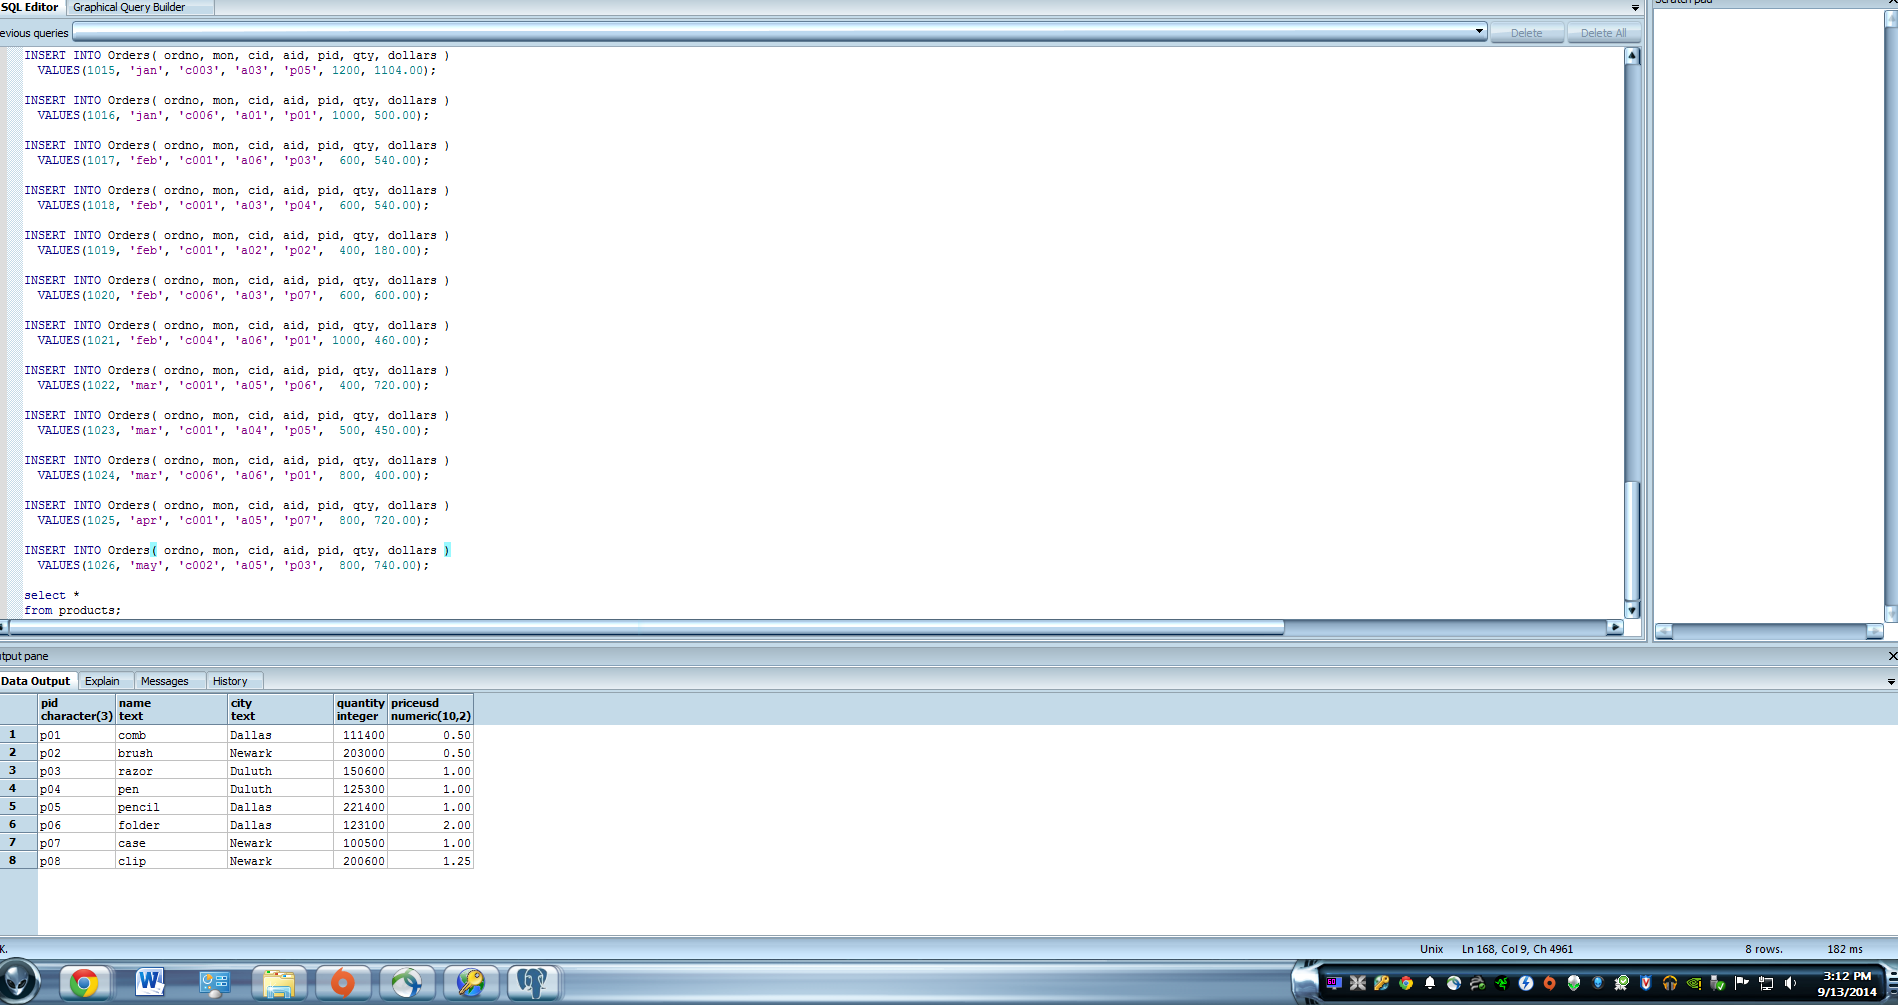 SQL Editor Graphical Query Builder
evious queries Delete Delete All
INSERT INTO Orders( ordno, mon, cid, aid, pid, qty, dollars )
VALUES(1015, 'jan', 'c003', 'a03', 'p05', 1200, 1104.00);
INSERT INTO Orders( ordno, mon, cid, aid, pid, qty, dollars )
VALUES(1016, 'jan', 'c006', 'a01', 'p01', 1000, 500.00);
INSERT INTO Orders( ordno, mon, cid, aid, pid, qty, dollars )
VALUES(1017, 'feb', 'c001', 'a06', 'p03', 600, 540.00);
INSERT INTO Orders( ordno, mon, cid, aid, pid, qty, dollars )
VALUES(1018, 'feb', 'c001', 'a03', 'p04', 600, 540.00);
INSERT INTO Orders( ordno, mon, cid, aid, pid, qty, dollars )
VALUES(1019, 'feb', 'c001', 'a02', 'p02', 400, 180.00);
INSERT INTO Orders( ordno, mon, cid, aid, pid, qty, dollars )
VALUES(1020, 'feb', 'c006', 'a03', 'p07', 600, 600.00);
INSERT INTO Orders( ordno, mon, cid, aid, pid, qty, dollars )
VALUES(1021, 'feb', 'c004', 'a06', 'p01', 1000, 460.00);
INSERT INTO Orders( ordno, mon, cid, aid, pid, qty, dollars )
VALUES(1022, 'mar', 'c001', 'a05', 'p06', 400, 720.00);
INSERT INTO Orders( ordno, mon, cid, aid, pid, qty, dollars )
VALUES(1023, 'mar', 'c001', 'a04', 'p05', 500, 450.00);
INSERT INTO Orders( ordno, mon, cid, aid, pid, qty, dollars )
VALUES(1024, 'mar', 'c006', 'a06', 'p01', 800, 400.00);
INSERT INTO Orders( ordno, mon, cid, aid, pid, qty, dollars )
VALUES(1025, 'apr', 'c001', 'a05', 'p07', 800, 720.00);
INSERT INTO Orders( ordno, mon, cid, aid, pid, qty, dollars )
VALUES(1026, 'may', 'c002', 'a05', 'p03', 800, 740.00);
select *
from products;
tput pane
Data Output Explain Messages History
pid name city quantity priceusd
character(3) text text integer numeric(10,2)
1 p01 comb Dallas 111400 0.50
2 p02 brush Newark 203000 0.50
3 p03 razor Duluth 150600 1.00
4 p04 pen Duluth 125300 1.00
5 p05 pencil Dallas 221400 1.00
6 p06 folder Dallas 123100 2.00
7 p07 case Newark 100500 1.00
8 p08 clip Newark 200600 1.25
K. Unix Ln 168, Col 9, Ch 4961 8 rows. 182 ms
3:12 PM
9/13/2014